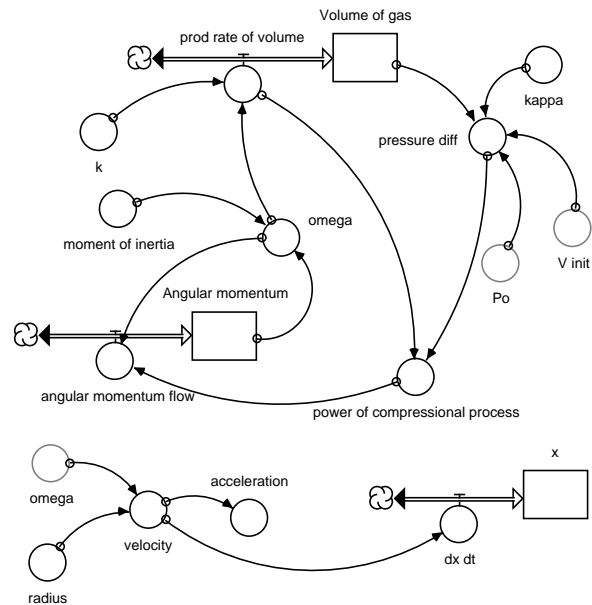 Volume of gas
prod rate of volume
kappa
pressure diff
k
omega
moment of inertia
V init
Po
Angular momentum
angular momentum flow
power of compressional process
x
acceleration
omega
velocity
dx dt
radius